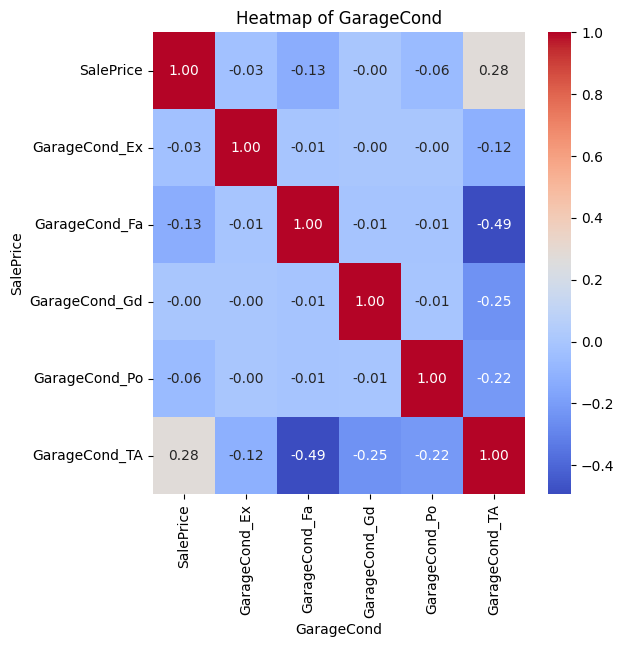 Heatmap of GarageCond
SalePrice 1.00 -0.03 -0.13 -0.00 -0.06 0.28
GarageCond_Ex -0.03 1.00 -0.01 -0.00 -0.00 -0.12
GarageCond_Fa -0.13 -0.01 1.00 -0.01 -0.01 -0.49
GarageCond_Gd -0.00 -0.00 -0.01 1.00 -0.01 -0.25
GarageCond_Po -0.06 -0.00 -0.01 -0.01 1.00 -0.22
GarageCond_TA 0.28 -0.12 -0.49 -0.25 -0.22 1.00
SalePrice
SalePrice
GarageCond_Ex
GarageCond_Fa
GarageCond_Gd
GarageCond_Po
GarageCond_TA
GarageCond
1.0
0.8
0.6
0.4
0.2
0.0
−0.2
−0.4